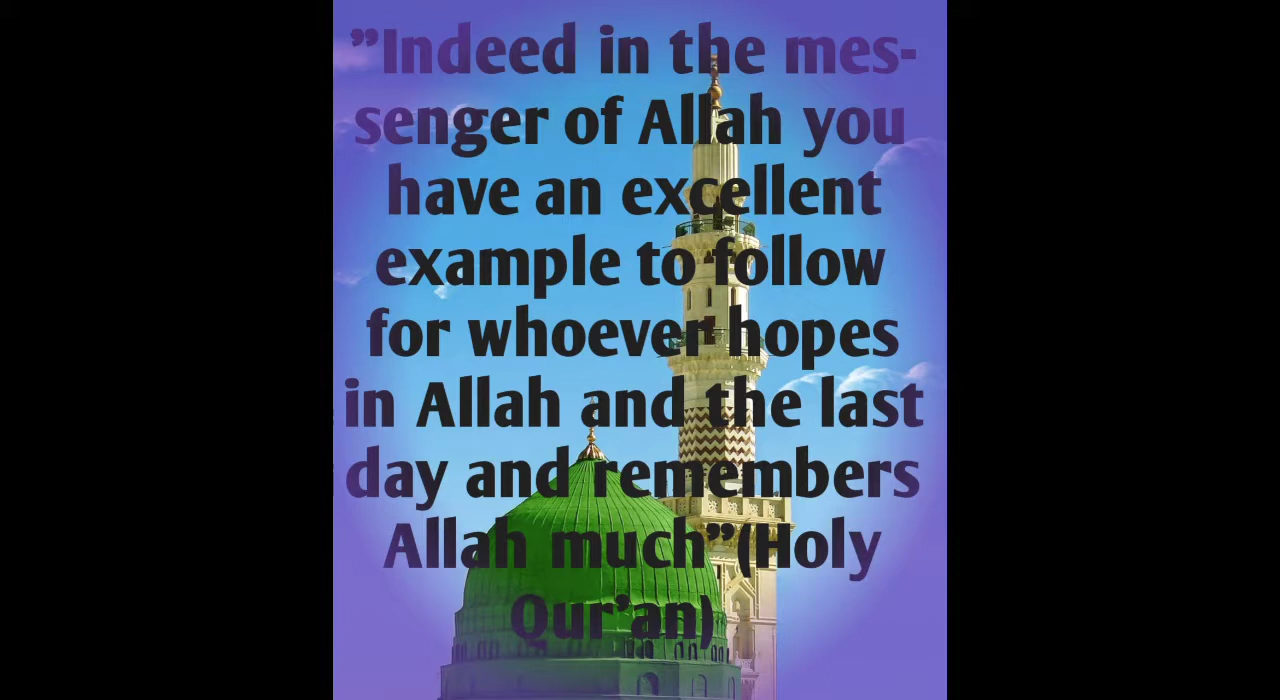 ”Indeed in the mes-
senger of Allah you
have an excellent
example to follow
for whoever hopes
in Allah and the last
day and remembers
Allah much”(Holy
Qur’an)